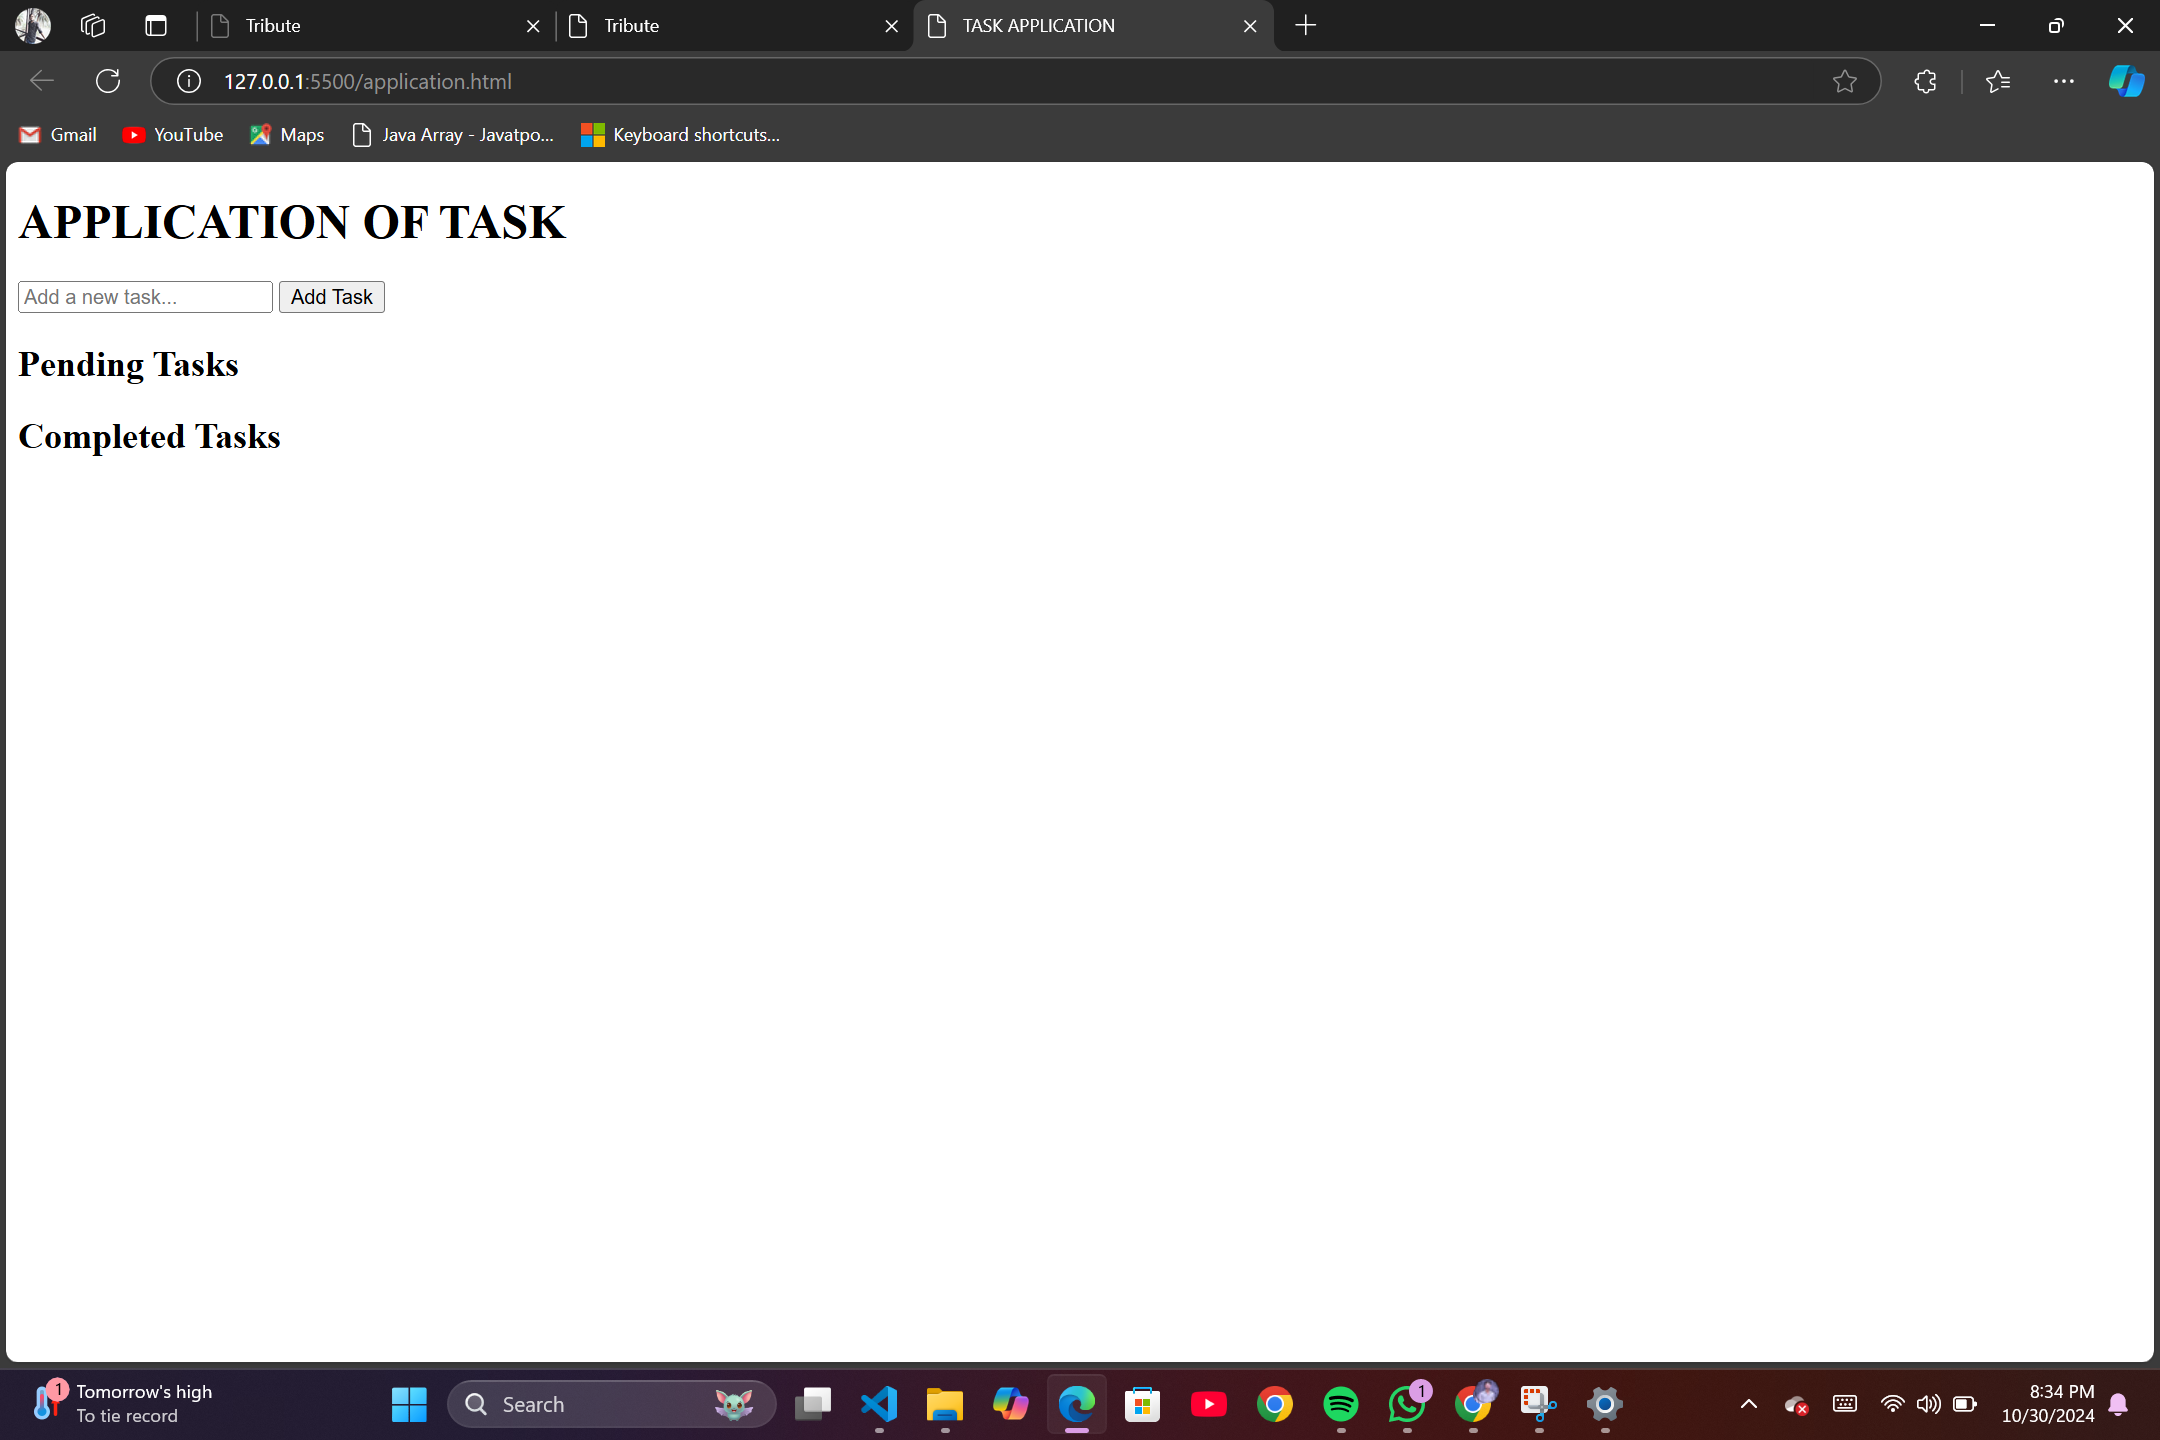 Tribute
Tribute
TASK APPLICATION
127.0.0.1:5500/application.html
Gmail
YouTube
Maps
Java Array - Javatpo...
Keyboard shortcuts...
APPLICATION OF TASK
Add a new task...
Add Task
Pending Tasks
Completed Tasks
1
Tomorrow's high
To tie record
Search
1
8:34 PM
10/30/2024